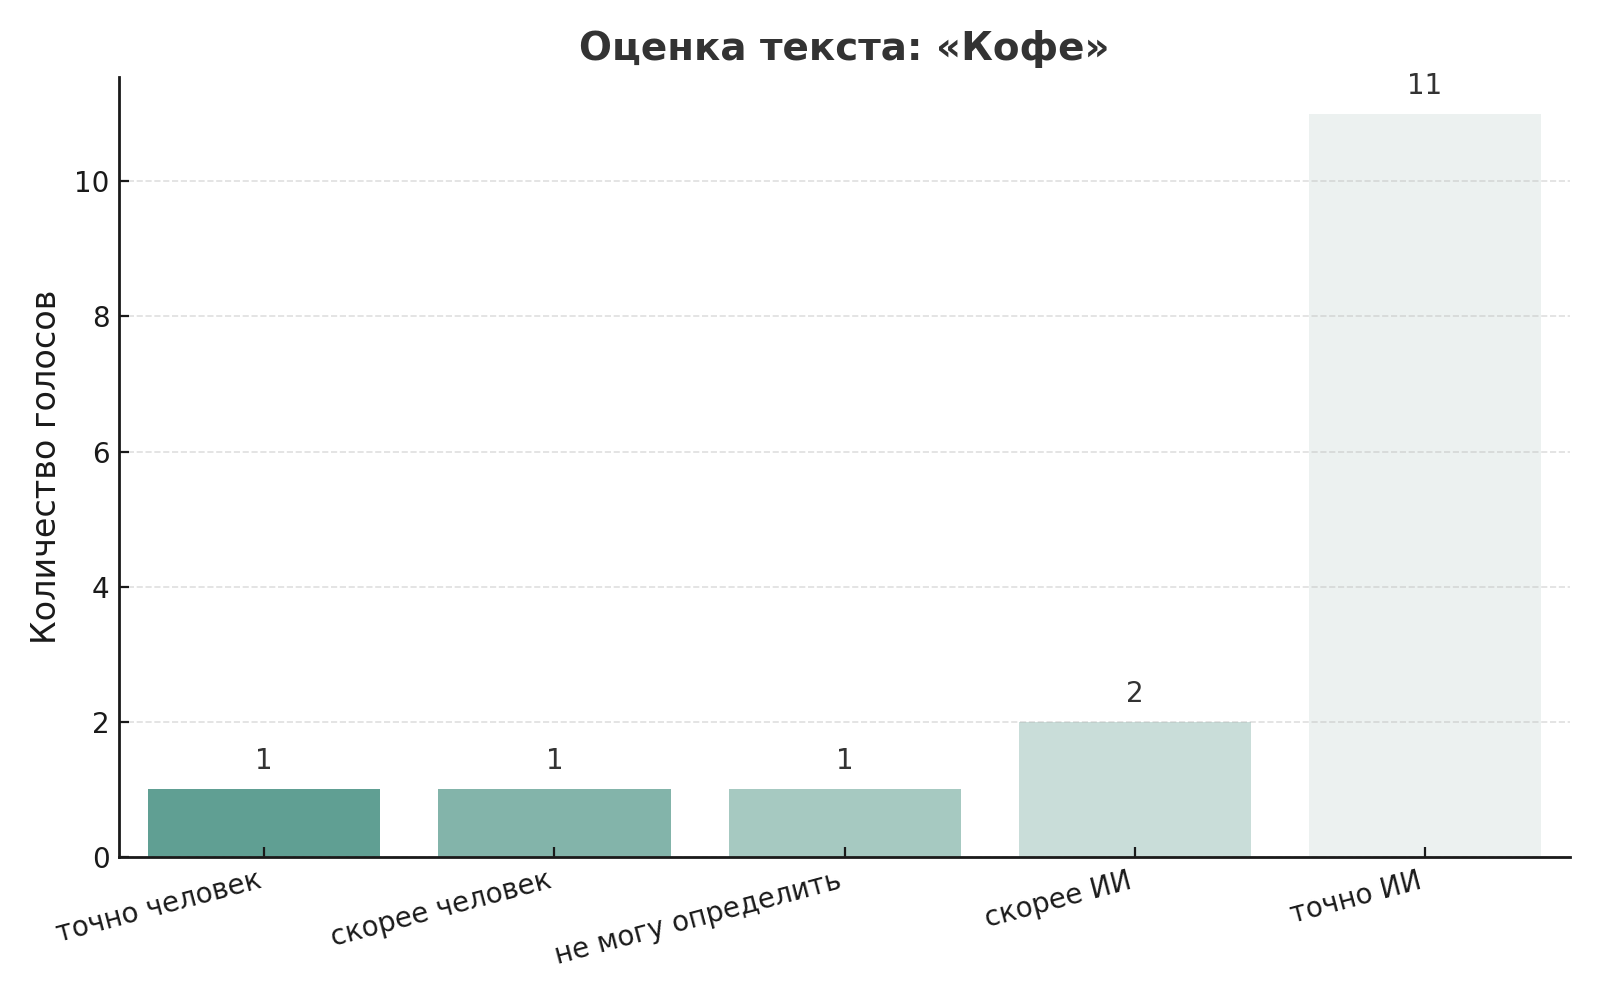 Оценка текста: «Кофе»
Количество голосов
10
8
6
4
2
0
1
1
1
2
11
точно человек
скорее человек
не могу определить
скорее ИИ
точно ИИ